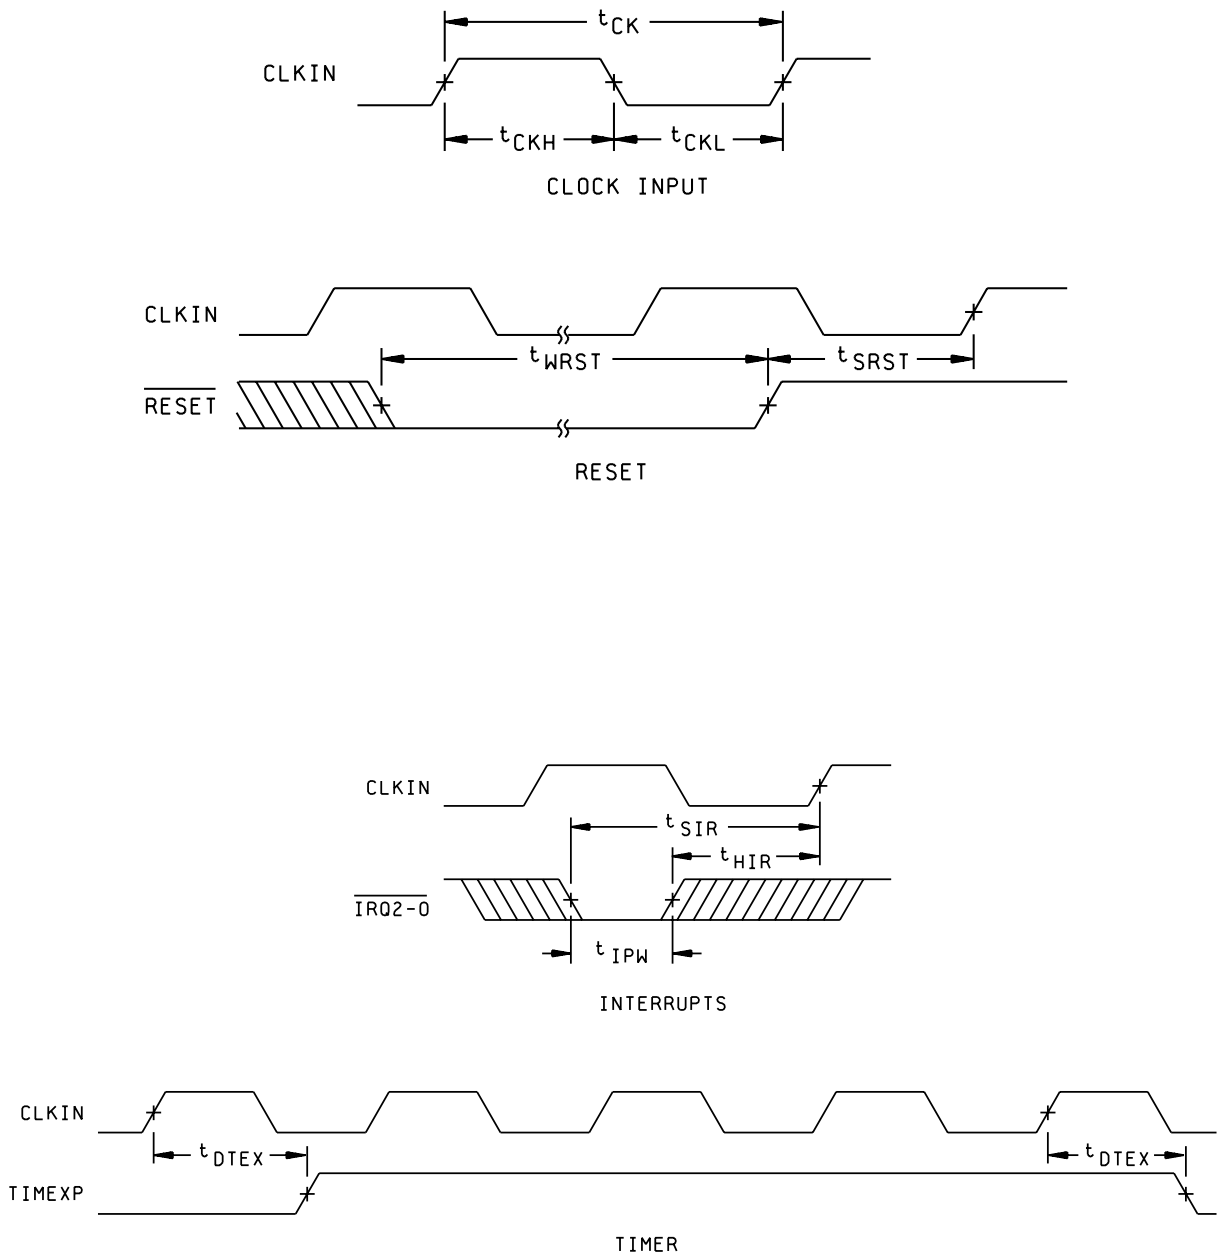 tCK
CLKIN
tCKH tCKL
CLOCK INPUT
CLKIN
tWRST tSRST
RESET
RESET
CLKIN
tSIR
tHIR
IRQ2-0
tIPW
INTERRUPTS
CLKIN
tDTEX tDTEX
TIMEXP
TIMER